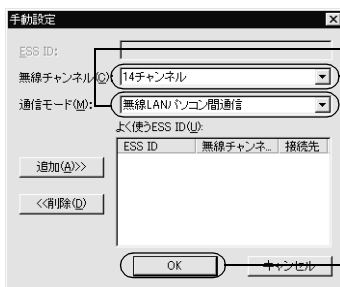 手動設定
ESS ID:
無線チャンネル(C): 14チャンネル
通信モード(M): 無線LANパソコン間通信
よく使うESS ID(U):
ESS ID 無線チャンネ... 接続先
追加(A)>>
<<削除(D)
OK キャンセル